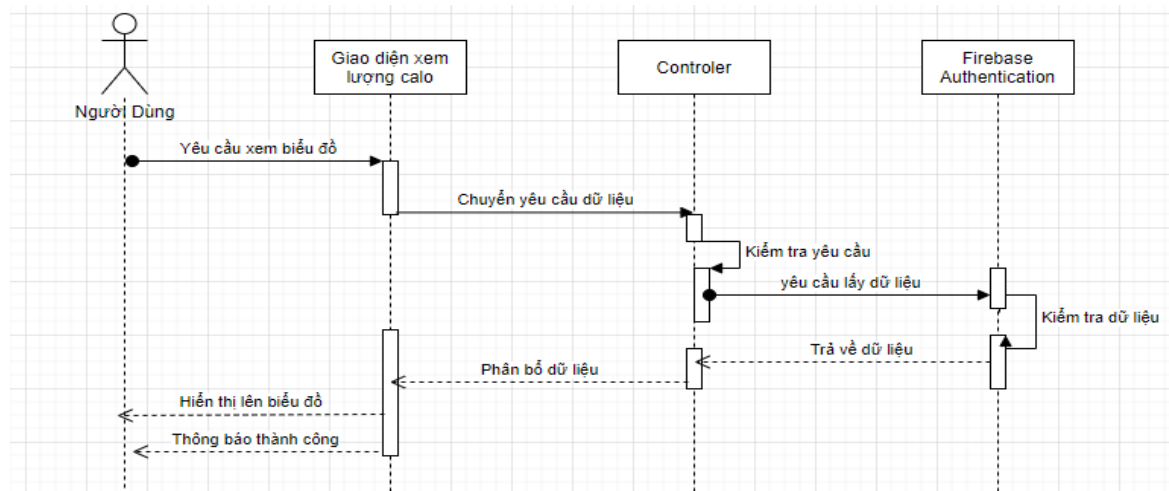 Giao diện xem
lượng calo
Controler
Firebase
Authentication
Người Dùng
Yêu cầu xem biểu đồ
Chuyển yêu cầu dữ liệu
Kiểm tra yêu cầu
yêu cầu lấy dữ liệu
Kiểm tra dữ liệu
Trả về dữ liệu
Phân bổ dữ liệu
Hiển thị lên biểu đồ
Thông báo thành công